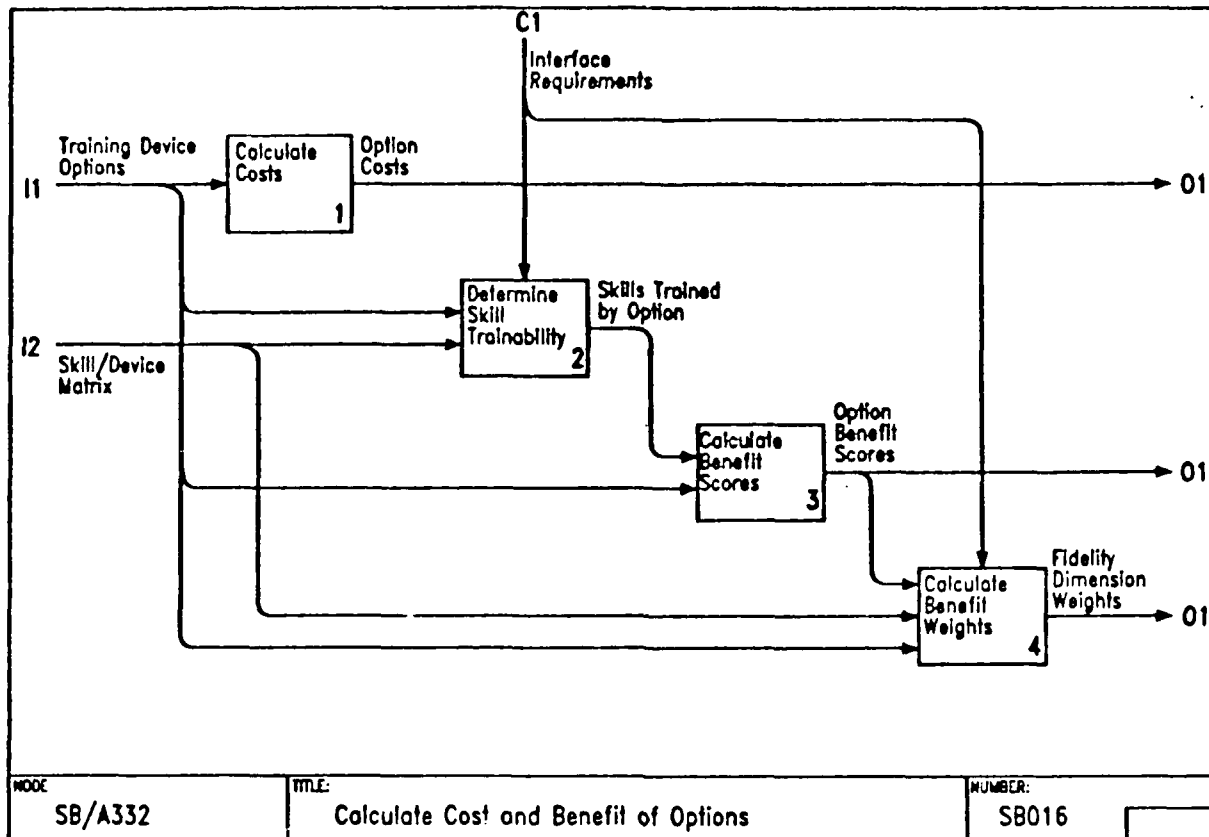 C1
Interface
Requirements
Training Device
Options
I1
Calculate
Costs
1
Option
Costs
O1
Determine
Skill
Trainability
2
Skills Trained
by Option
I2
Skill/Device
Matrix
Calculate
Benefit
Scores
3
Option
Benefit
Scores
O1
Calculate
Benefit
Weights
4
Fidelity
Dimension
Weights
O1
NODE
SB/A332
TITLE:
Calculate Cost and Benefit of Options
NUMBER:
SB016